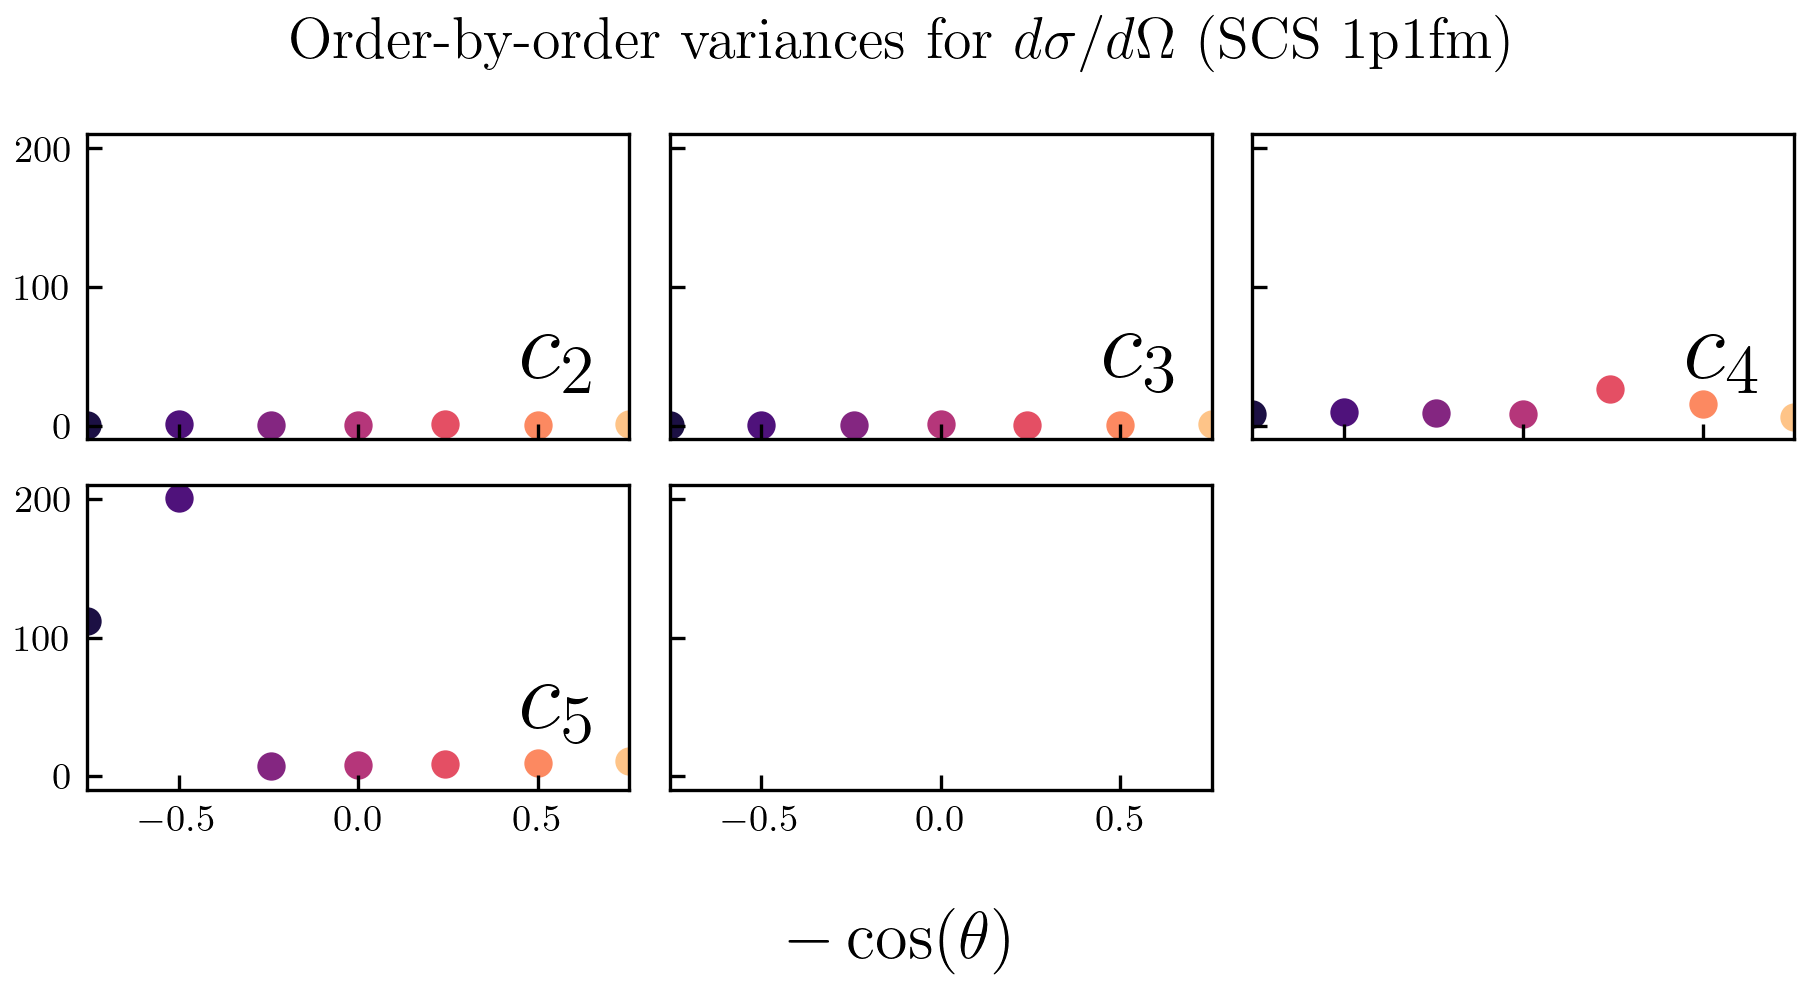 Order-by-order variances for dσ/dΩ (SCS 1p1fm)
200
100
0
c₂
c₃
c₄
200
100
0
c₅
−0.5 0.0 0.5
−0.5 0.0 0.5
− cos(θ)